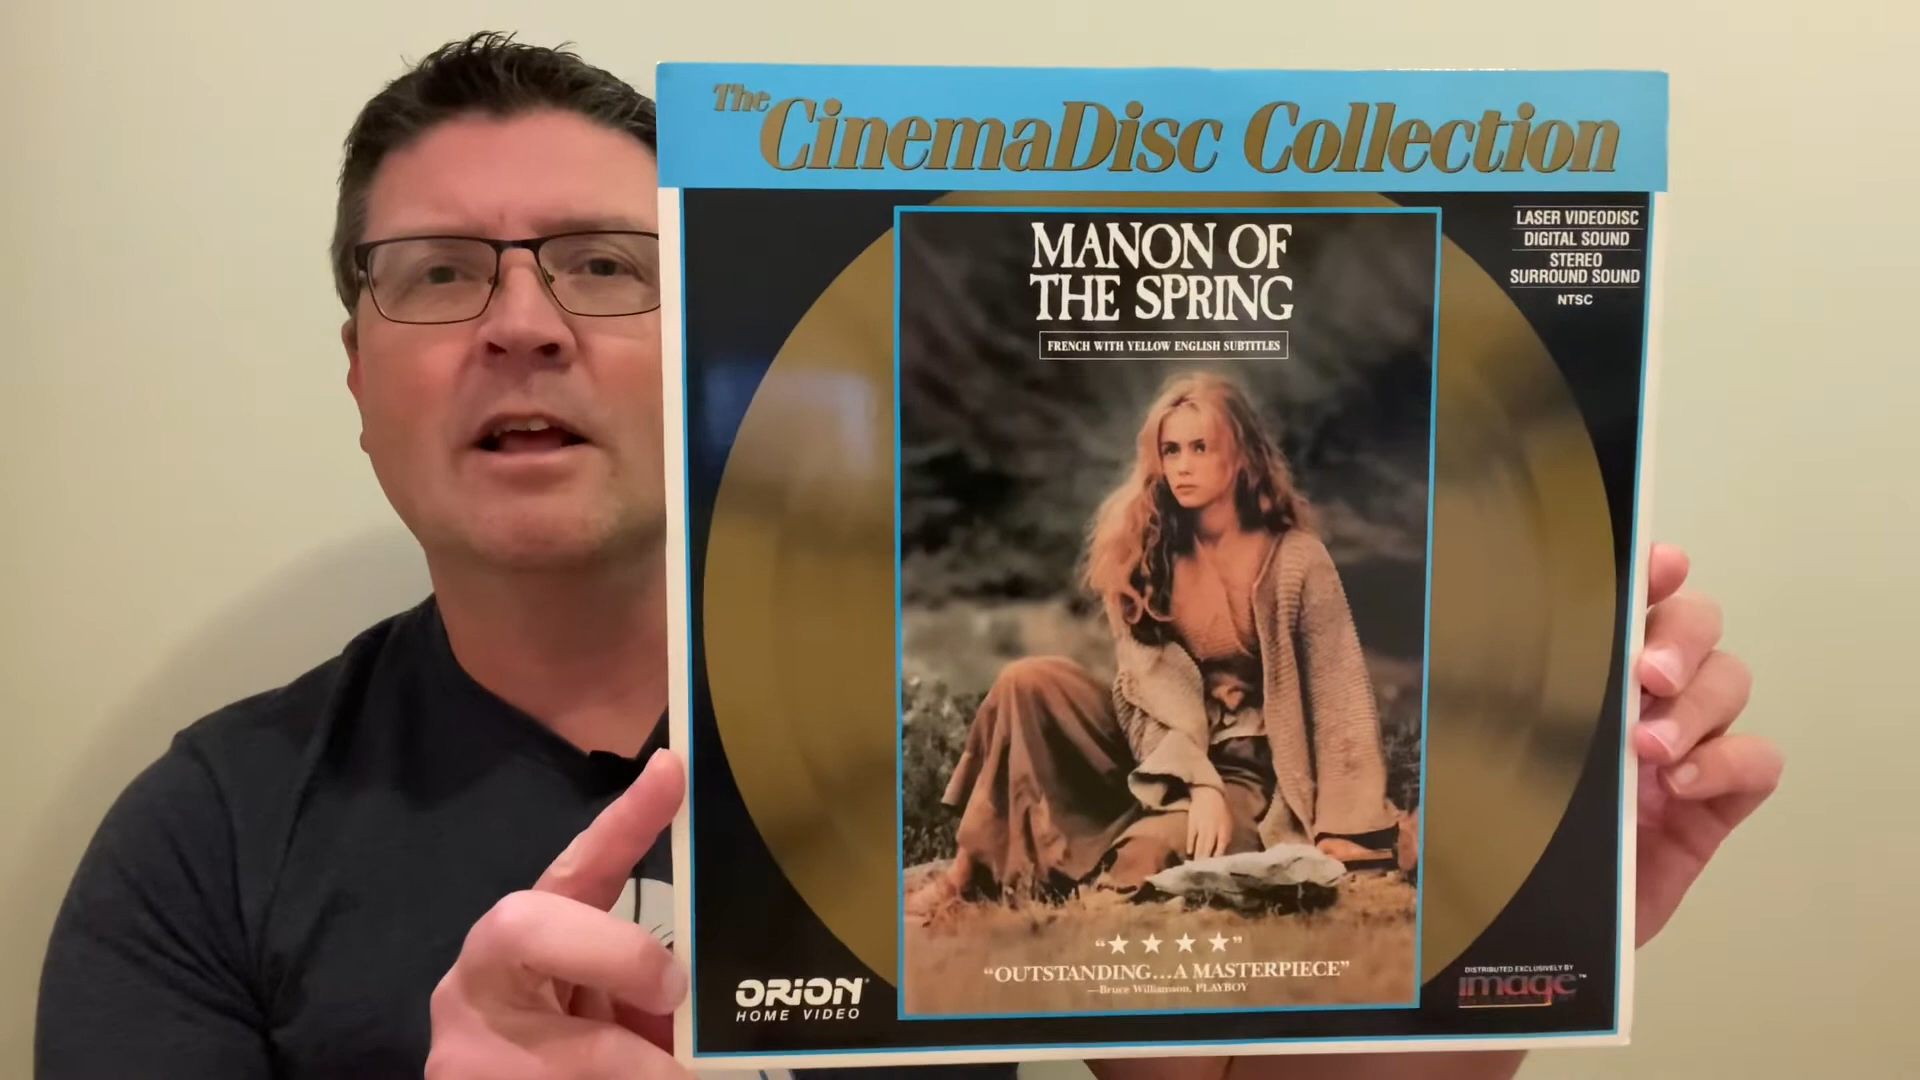 The CinemaDisc Collection
LASER VIDEODISC
DIGITAL SOUND
STEREO
SURROUND SOUND
NTSC
MANON OF
THE SPRING
FRENCH WITH YELLOW ENGLISH SUBTITLES
“★ ★ ★ ★”
“OUTSTANDING...A MASTERPIECE”
—Bruce Williamson, PLAYBOY
ORION®
HOME VIDEO
DISTRIBUTED EXCLUSIVELY BY
image™